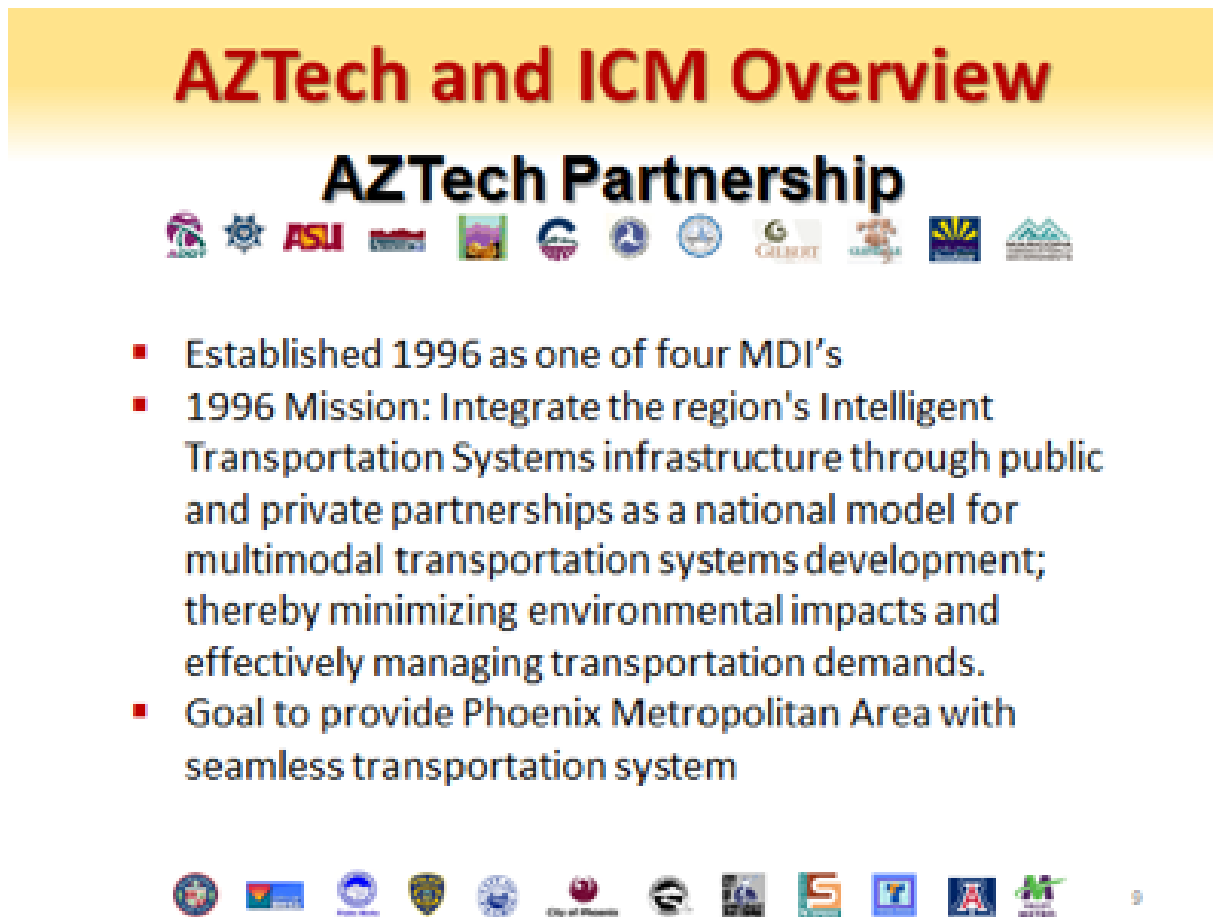 AZTech and ICM Overview
AZTech Partnership
ADOT
ASU
GILBERT
GLENDALE
Established 1996 as one of four MDI's
1996 Mission: Integrate the region's Intelligent
Transportation Systems infrastructure through public
and private partnerships as a national model for
multimodal transportation systems development;
thereby minimizing environmental impacts and
effectively managing transportation demands.
Goal to provide Phoenix Metropolitan Area with
seamless transportation system
City of Phoenix
A
9